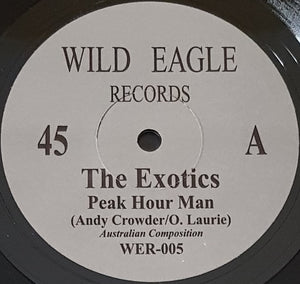 WILD EAGLE
RECORDS
45 A
The Exotics
Peak Hour Man
(Andy Crowder/O. Laurie)
Australian Composition
WER-005